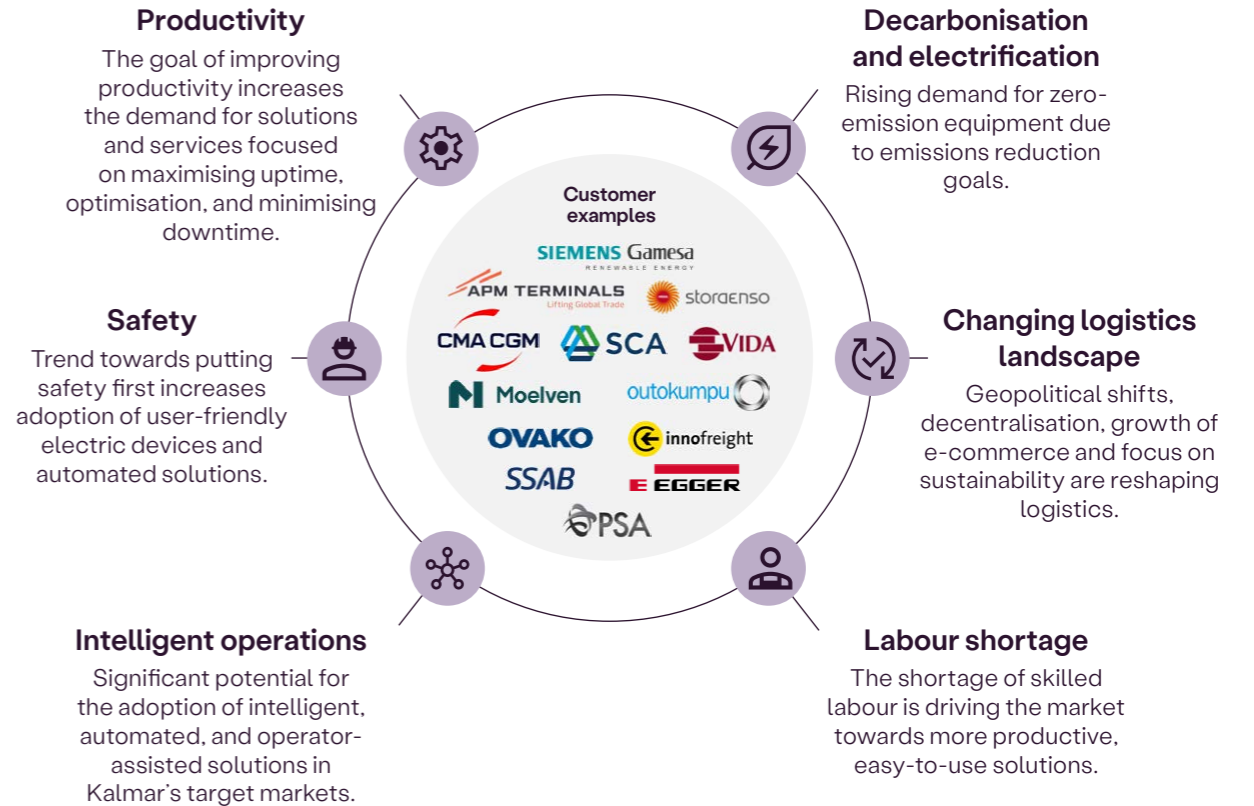 Productivity
The goal of improving
productivity increases
the demand for solutions
and services focused
on maximising uptime,
optimisation, and minimising
downtime.
Decarbonisation
and electrification
Rising demand for zero-
emission equipment due
to emissions reduction
goals.
Safety
Trend towards putting
safety first increases
adoption of user-friendly
electric devices and
automated solutions.
Customer
examples
SIEMENS Gamesa
RENEWABLE ENERGY
APM TERMINALS
Lifting Global Trade
storaenso
CMA CGM
SCA
VIDA
Moelven
outokumpu
OVAKO
innofreight
SSAB
E EGGER
PSA
Changing logistics
landscape
Geopolitical shifts,
decentralisation, growth of
e-commerce and focus on
sustainability are reshaping
logistics.
Intelligent operations
Significant potential for
the adoption of intelligent,
automated, and operator-
assisted solutions in
Kalmar's target markets.
Labour shortage
The shortage of skilled
labour is driving the market
towards more productive,
easy-to-use solutions.